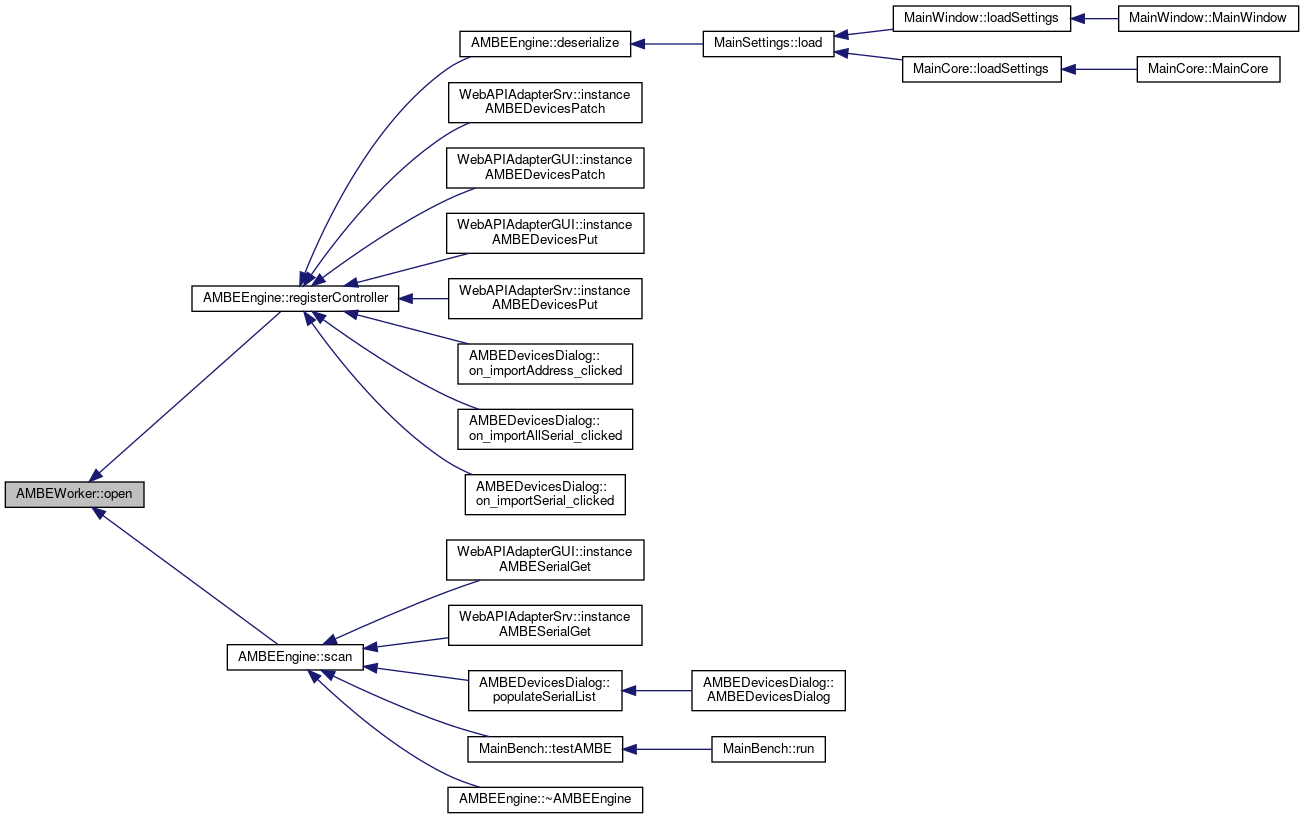 MainWindow::loadSettings
MainWindow::MainWindow
AMBEEngine::deserialize
MainSettings::load
MainCore::loadSettings
MainCore::MainCore
WebAPIAdapterSrv::instance
AMBEDevicesPatch
WebAPIAdapterGUI::instance
AMBEDevicesPatch
WebAPIAdapterGUI::instance
AMBEDevicesPut
AMBEEngine::registerController
WebAPIAdapterSrv::instance
AMBEDevicesPut
AMBEDevicesDialog::
on_importAddress_clicked
AMBEDevicesDialog::
on_importAllSerial_clicked
AMBEDevicesDialog::
on_importSerial_clicked
AMBEWorker::open
WebAPIAdapterGUI::instance
AMBESerialGet
WebAPIAdapterSrv::instance
AMBESerialGet
AMBEEngine::scan
AMBEDevicesDialog::
populateSerialList
AMBEDevicesDialog::
AMBEDevicesDialog
MainBench::testAMBE
MainBench::run
AMBEEngine::~AMBEEngine